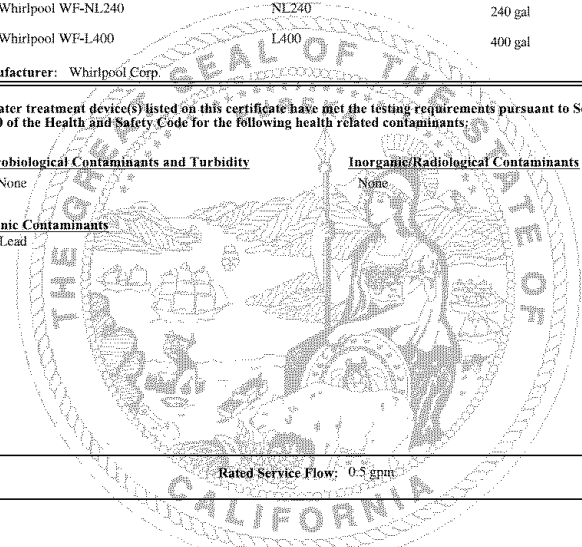 Whirlpool WF-NL240 NL240 240 gal
Whirlpool WF-L400 L400 400 gal
ufacturer: Whirlpool Corp.
ater treatment device(s) listed on this certificate have met the testing requirements pursuant to Se
0 of the Health and Safety Code for the following health related contaminants:
obiological Contaminants and Turbidity Inorganic/Radiological Contaminants
None None
nic Contaminants
Lead
Rated Service Flow: 0.5 gpm
THE GREAT SEAL OF THE STATE OF
CALIFORNIA